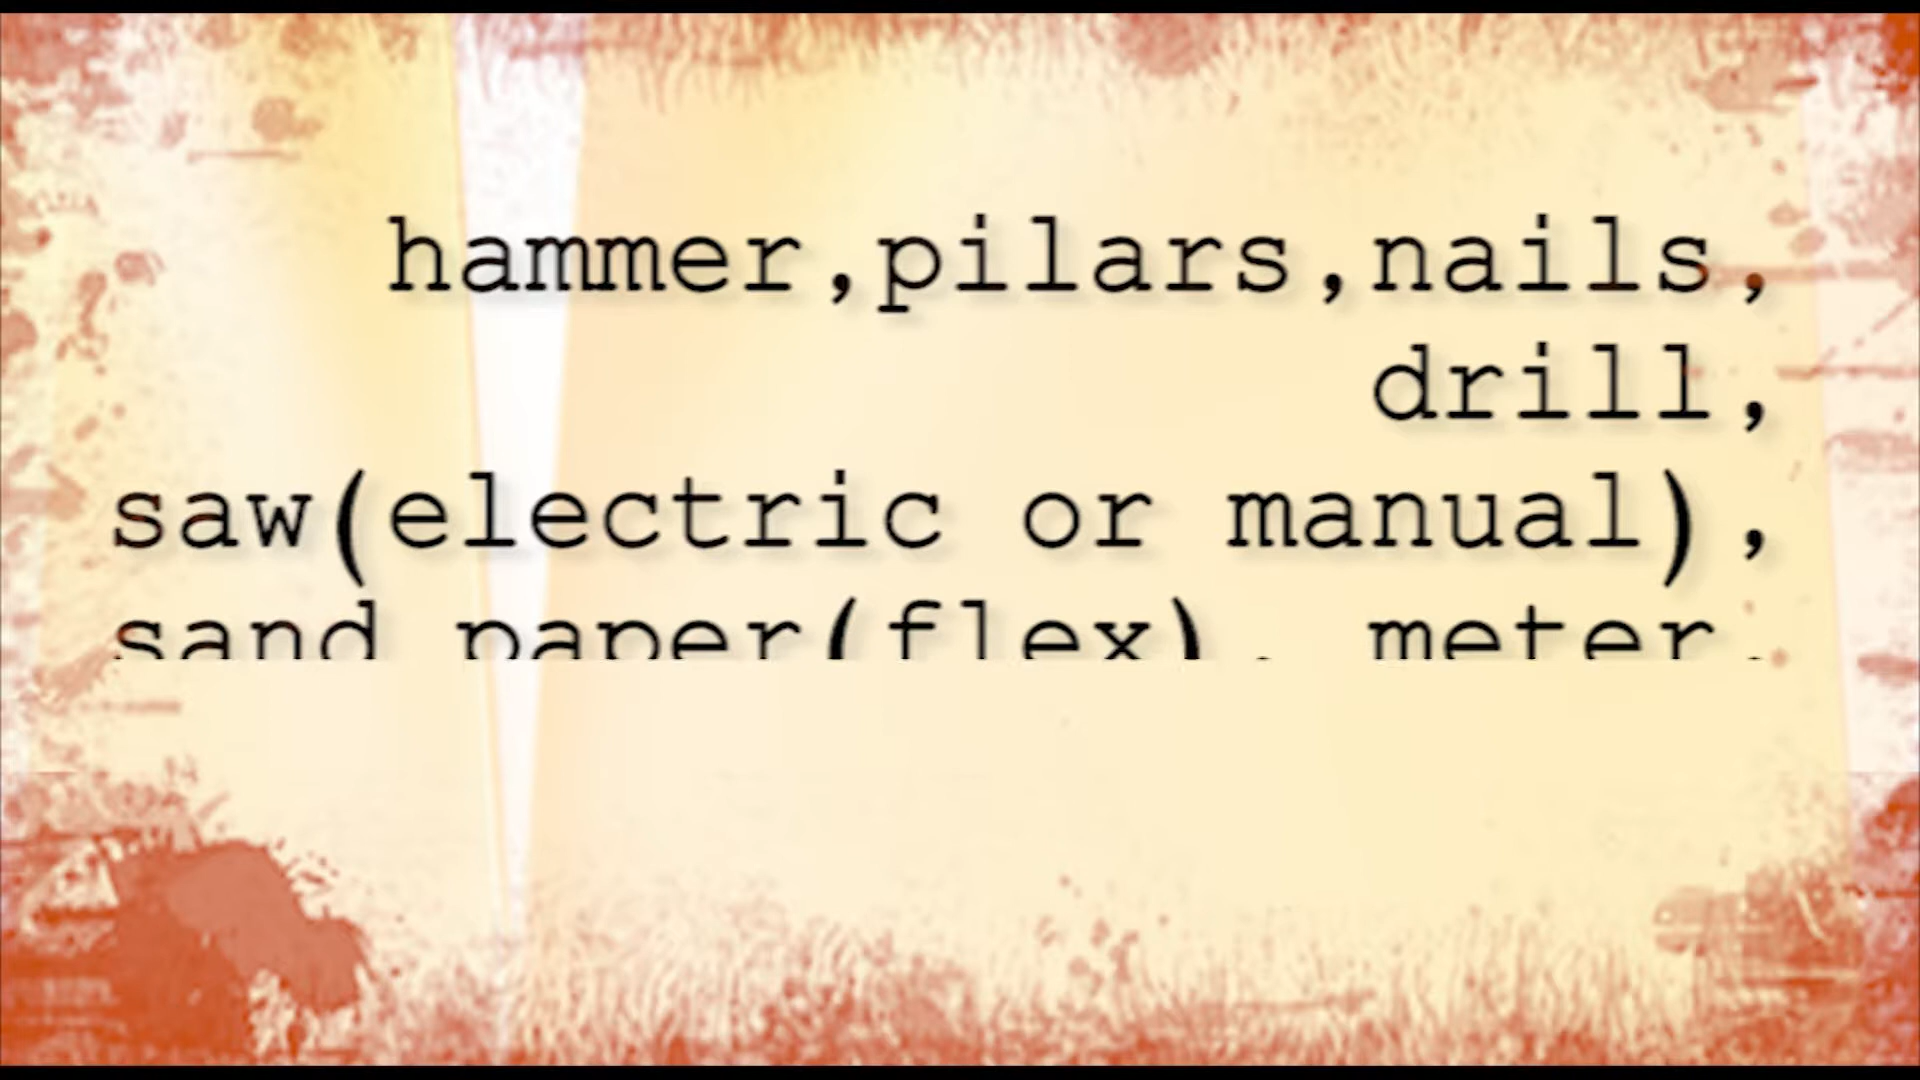 hammer,pilars,nails,
drill,
saw(electric or manual),
sand paper(flex), meter,